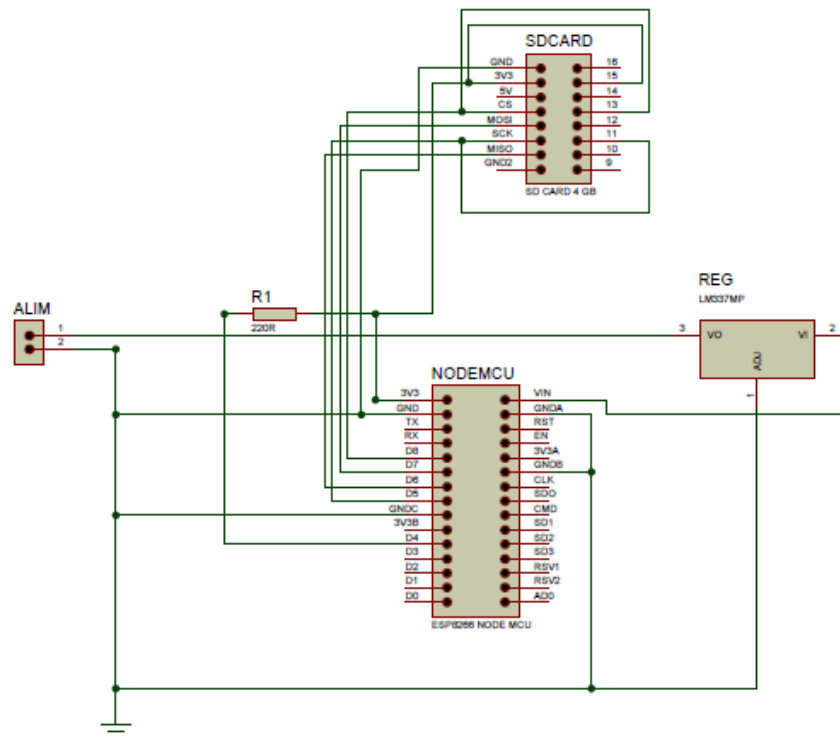 SDCARD
GND 16
3V3 15
5V 14
CS 13
MOSI 12
SCK 11
MISO 10
GND2 9
SD CARD 4 GB
REG
LM337MP
ALIM
R1
1
2
220R
3 VO VI 2
ADJ
1
NODEMCU
3V3 VIN
GND GNDA
TX RST
RX EN
D8 3V3A
D7 GNDB
D6 CLK
D5 SDO
GNDC CMD
3V3B SD1
D4 SD2
D3 SD3
D2 RSV1
D1 RSV2
D0 AD0
ESP8266 NODE MCU